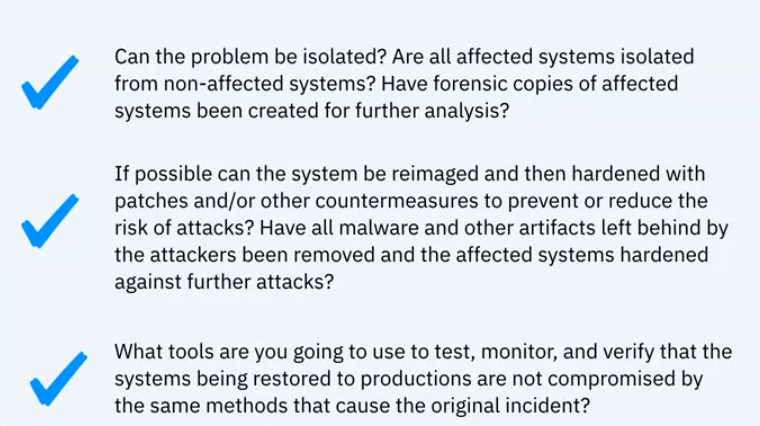 Can the problem be isolated? Are all affected systems isolated
from non-affected systems? Have forensic copies of affected
systems been created for further analysis?
If possible can the system be reimaged and then hardened with
patches and/or other countermeasures to prevent or reduce the
risk of attacks? Have all malware and other artifacts left behind by
the attackers been removed and the affected systems hardened
against further attacks?
What tools are you going to use to test, monitor, and verify that the
systems being restored to productions are not compromised by
the same methods that cause the original incident?